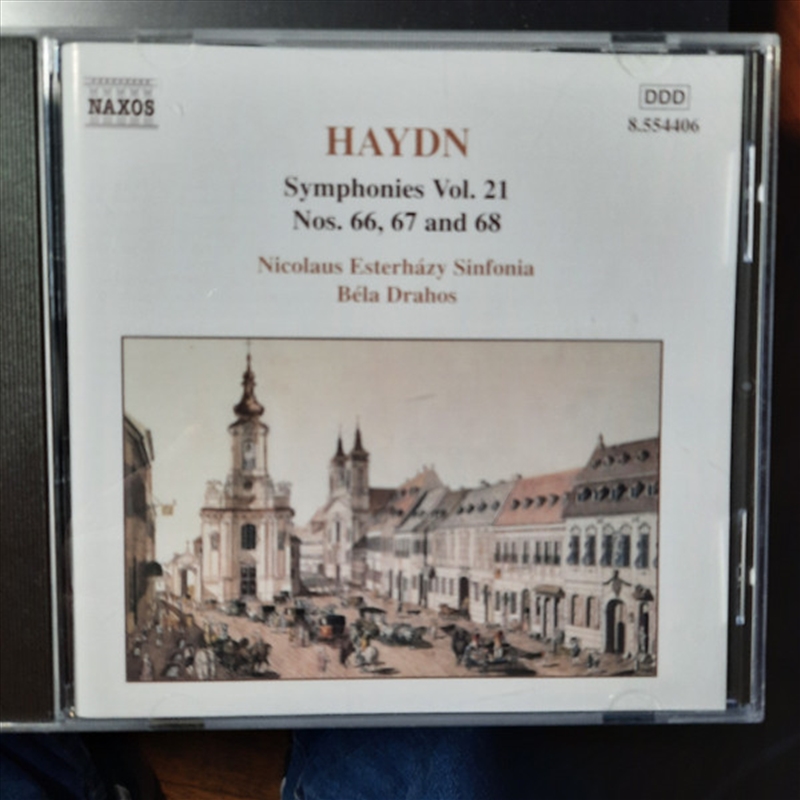 NAXOS
DDD
8.554406
HAYDN
Symphonies Vol. 21
Nos. 66, 67 and 68
Nicolaus Esterházy Sinfonia
Béla Drahos